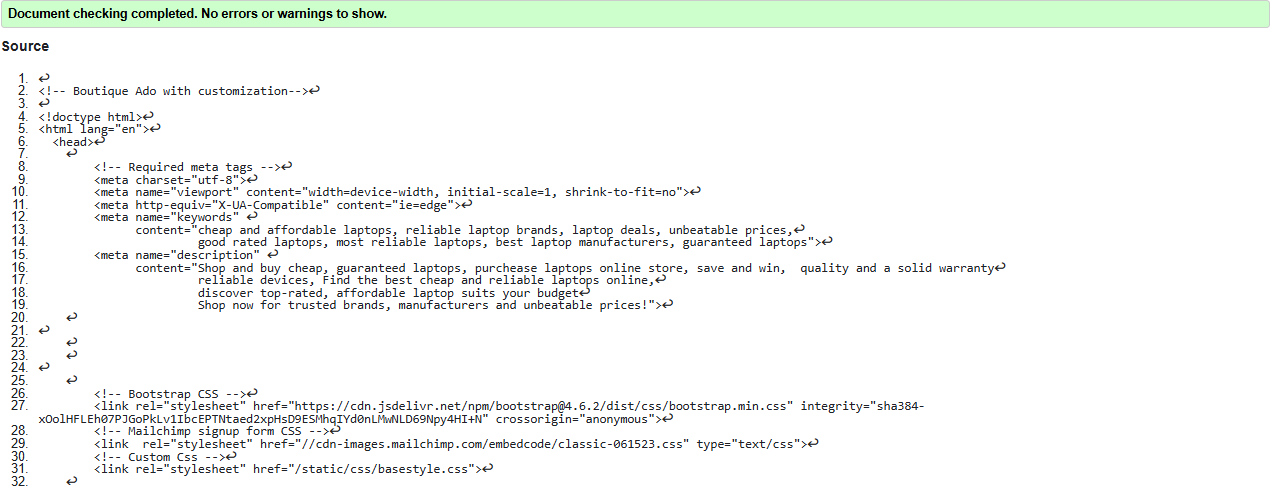 Document checking completed. No errors or warnings to show.
Source
1. ↩
2. <!-- Boutique Ado with customization-->↩
3. ↩
4. <!doctype html>↩
5. <html lang="en">↩
6. <head>↩
7. ↩
8. <!-- Required meta tags -->↩
9. <meta charset="utf-8">↩
10. <meta name="viewport" content="width=device-width, initial-scale=1, shrink-to-fit=no">↩
11. <meta http-equiv="X-UA-Compatible" content="ie=edge">↩
12. <meta name="keywords" ↩
13. content="cheap and affordable laptops, reliable laptop brands, laptop deals, unbeatable prices,↩
14. good rated laptops, most reliable laptops, best laptop manufacturers, guaranteed laptops">↩
15. <meta name="description" ↩
16. content="Shop and buy cheap, guaranteed laptops, purchease laptops online store, save and win,  quality and a solid warranty↩
17. reliable devices, Find the best cheap and reliable laptops online,↩
18. discover top-rated, affordable laptop suits your budget↩
19. Shop now for trusted brands, manufacturers and unbeatable prices!">↩
20. ↩
21. ↩
22. ↩
23. ↩
24. ↩
25. ↩
26. <!-- Bootstrap CSS -->↩
27. <link rel="stylesheet" href="https://cdn.jsdelivr.net/npm/bootstrap@4.6.2/dist/css/bootstrap.min.css" integrity="sha384-
xOolHFLEh07PJGoPkLv1IbcEPTNtaed2xpHsD9ESMhqIYd0nLMwNLD69Npy4HI+N" crossorigin="anonymous">↩
28. <!-- Mailchimp signup form CSS -->↩
29. <link  rel="stylesheet" href="//cdn-images.mailchimp.com/embedcode/classic-061523.css" type="text/css">↩
30. <!-- Custom Css -->↩
31. <link rel="stylesheet" href="/static/css/basestyle.css">↩
32. ↩